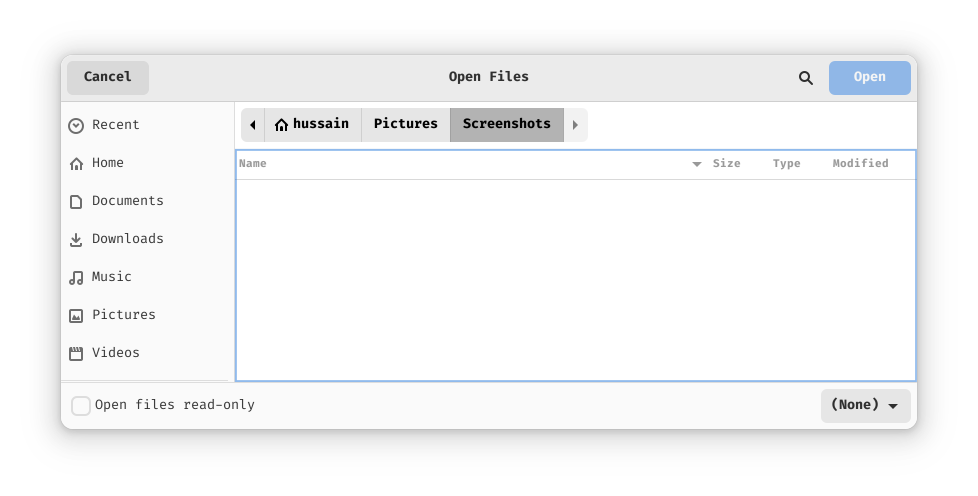 Cancel Open Files Open
Recent
Home
Documents
Downloads
Music
Pictures
Videos
hussain Pictures Screenshots
Name Size Type Modified
Open files read-only (None)